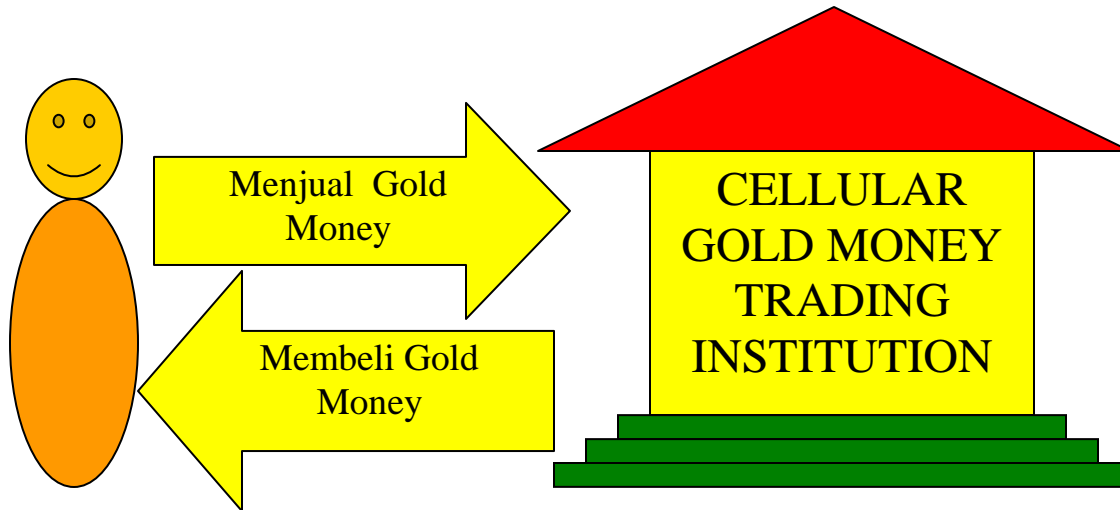 Menjual  Gold
Money
Membeli Gold
Money
CELLULAR
GOLD MONEY
TRADING
INSTITUTION